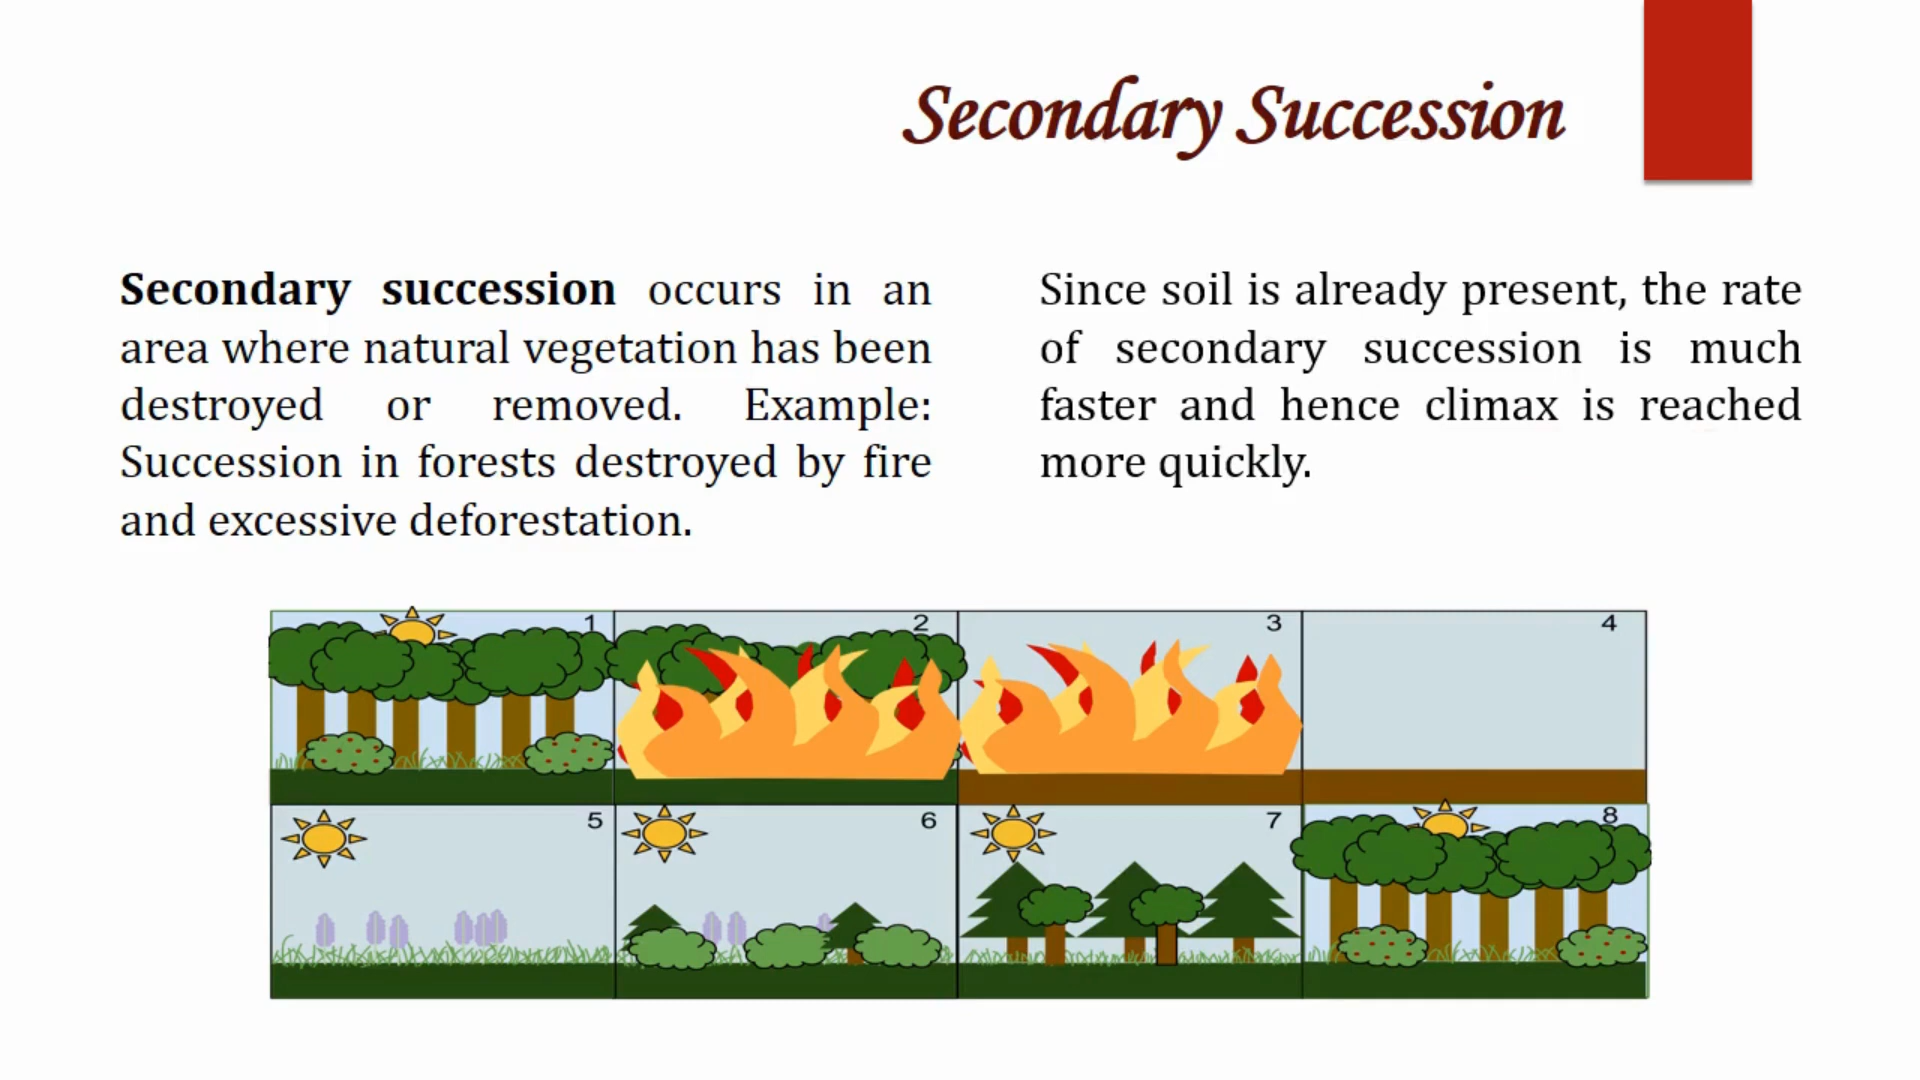 Secondary Succession
Secondary succession occurs in an
area where natural vegetation has been
destroyed or removed. Example:
Succession in forests destroyed by fire
and excessive deforestation.
Since soil is already present, the rate
of secondary succession is much
faster and hence climax is reached
more quickly.
1
2
3
4
5
6
7
8